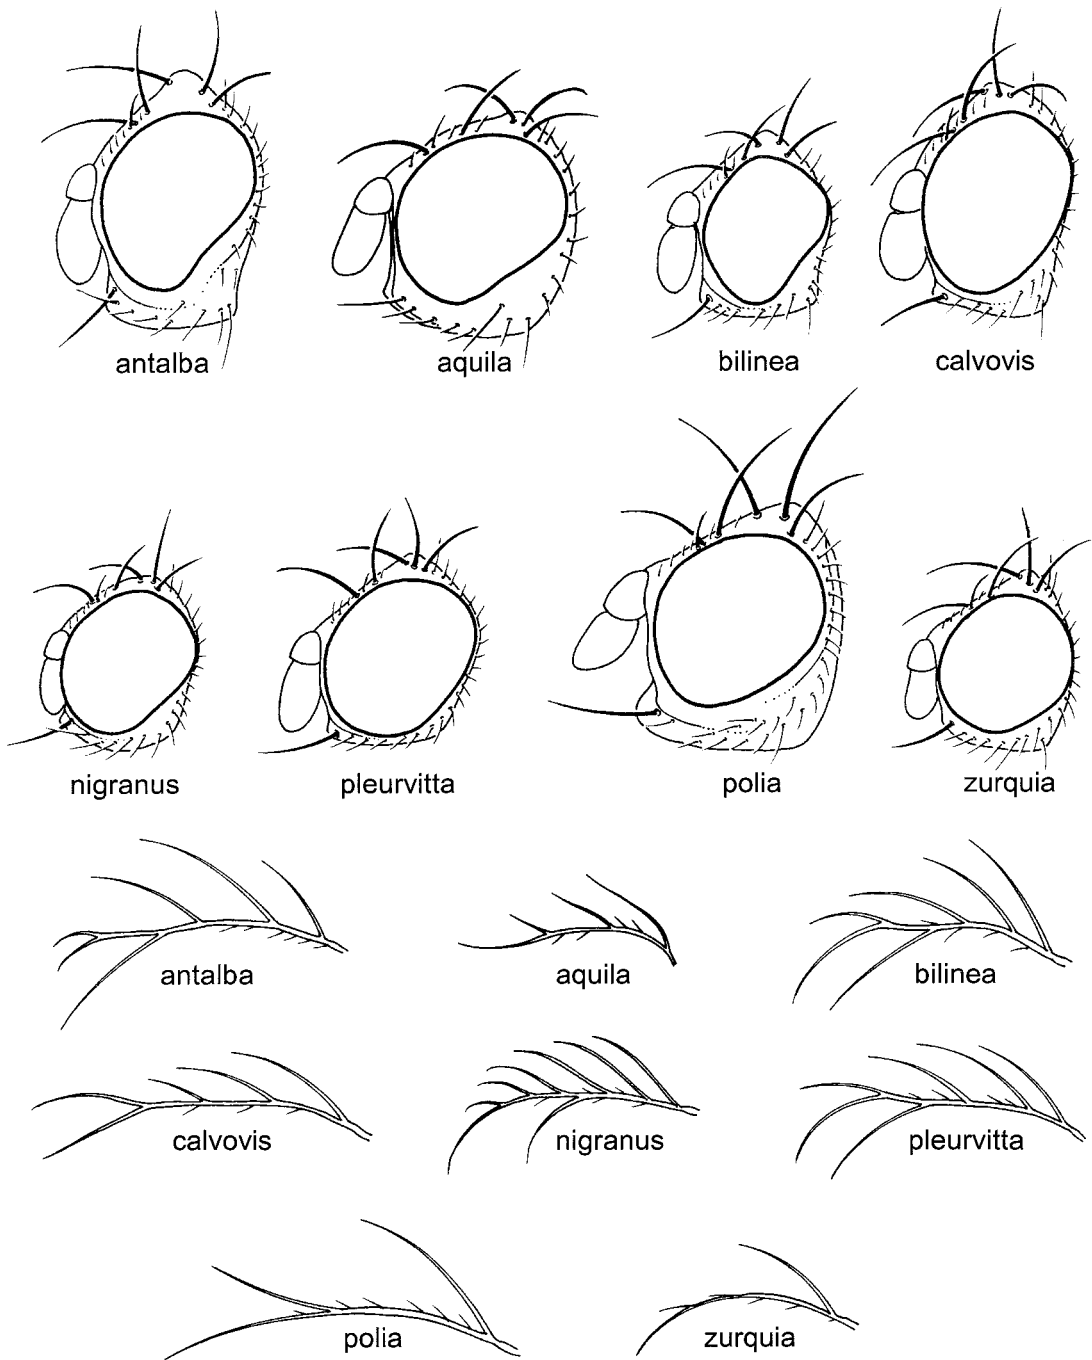 antalba aquila bilinea calvovis
nigranus pleurvitta polia zurquia
antalba aquila bilinea
calvovis nigranus pleurvitta
polia zurquia